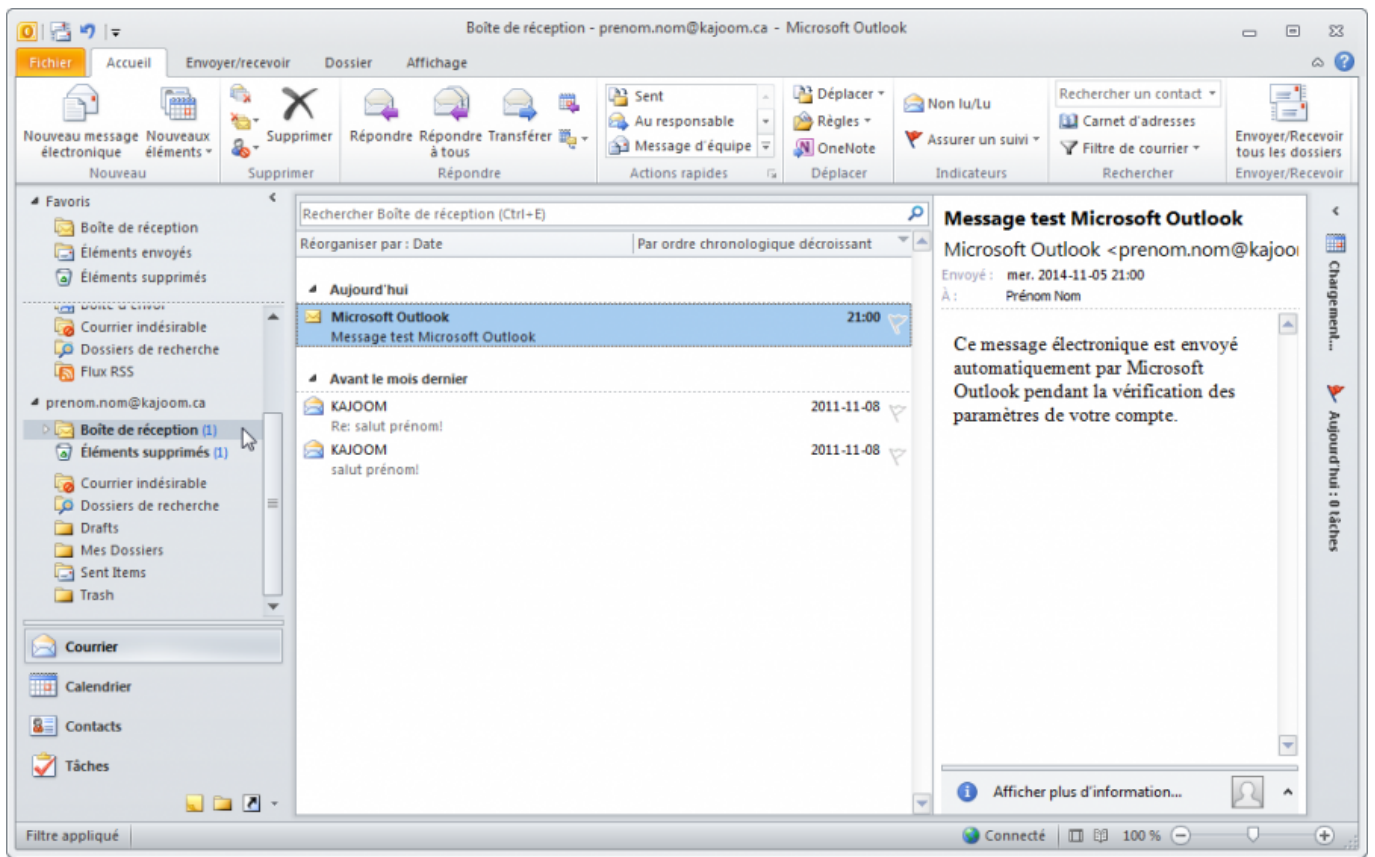 Boîte de réception - prenom.nom@kajoom.ca - Microsoft Outlook
Fichier Accueil Envoyer/recevoir Dossier Affichage
Nouveau message électronique
Nouveaux éléments
Nouveau
Supprimer
Supprimer
Répondre
Répondre à tous
Transférer
Répondre
Sent
Au responsable
Message d'équipe
Actions rapides
Déplacer
Règles
OneNote
Déplacer
Non lu/Lu
Assurer un suivi
Indicateurs
Rechercher un contact
Carnet d'adresses
Filtre de courrier
Rechercher
Envoyer/Recevoir
tous les dossiers
Envoyer/Recevoir
Favoris
Boîte de réception
Éléments envoyés
Éléments supprimés
Courrier indésirable
Dossiers de recherche
Flux RSS
prenom.nom@kajoom.ca
Boîte de réception (1)
Éléments supprimés (1)
Courrier indésirable
Dossiers de recherche
Drafts
Mes Dossiers
Sent Items
Trash
Courrier
Calendrier
Contacts
Tâches
Rechercher Boîte de réception (Ctrl+E)
Réorganiser par : Date Par ordre chronologique décroissant
Aujourd'hui
Microsoft Outlook 21:00
Message test Microsoft Outlook
Avant le mois dernier
KAJOOM 2011-11-08
Re: salut prénom!
KAJOOM 2011-11-08
salut prénom!
Message test Microsoft Outlook
Microsoft Outlook <prenom.nom@kajoo
Envoyé : mer. 2014-11-05 21:00
À : Prénom Nom
Ce message électronique est envoyé
automatiquement par Microsoft
Outlook pendant la vérification des
paramètres de votre compte.
Afficher plus d'information...
Chargement...
Aujourd'hui : 0 tâches
Filtre appliqué
Connecté
100 %